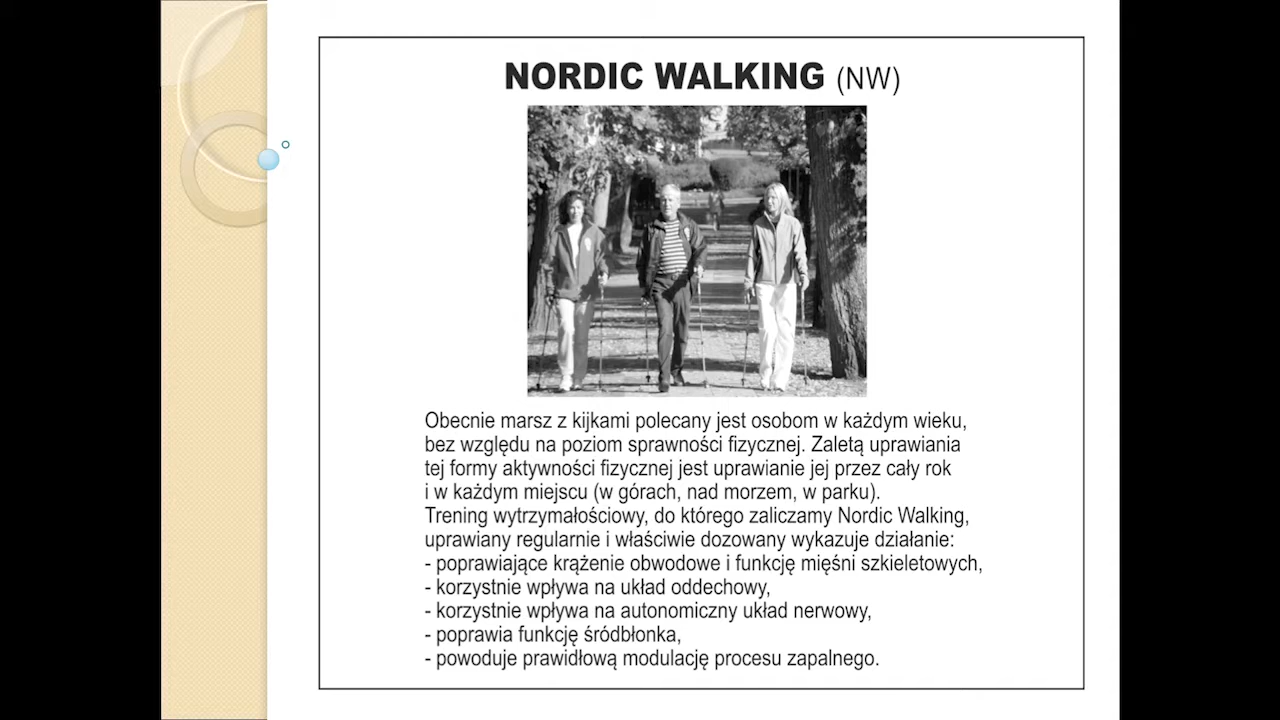 NORDIC WALKING (NW)
Obecnie marsz z kijkami polecany jest osobom w każdym wieku,
bez względu na poziom sprawności fizycznej. Zaletą uprawiania
tej formy aktywności fizycznej jest uprawianie jej przez cały rok
i w każdym miejscu (w górach, nad morzem, w parku).
Trening wytrzymałościowy, do którego zaliczamy Nordic Walking,
uprawiany regularnie i właściwie dozowany wykazuje działanie:
- poprawiające krążenie obwodowe i funkcję mięśni szkieletowych,
- korzystnie wpływa na układ oddechowy,
- korzystnie wpływa na autonomiczny układ nerwowy,
- poprawia funkcję śródbłonka,
- powoduje prawidłową modulację procesu zapalnego.